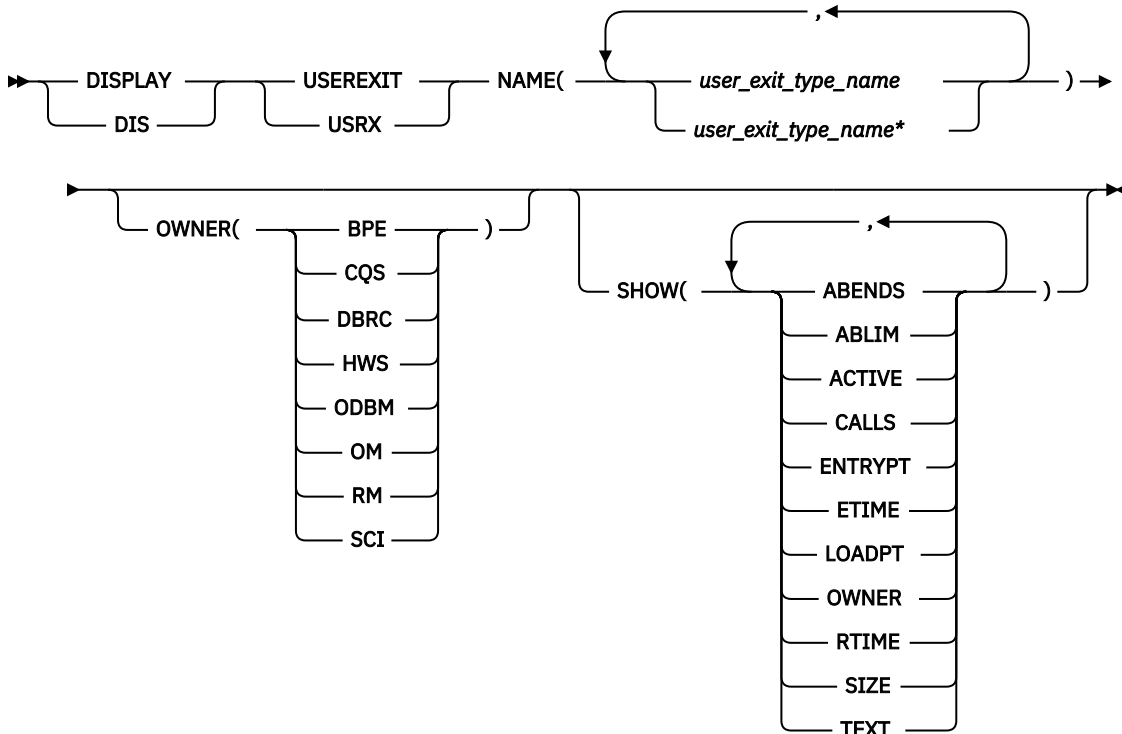 ,
DISPLAY USEREXIT NAME( user_exit_type_name )
DIS USRX user_exit_type_name*
OWNER( BPE )
CQS
DBRC
HWS
ODBM
OM
RM
SCI
,
SHOW( ABENDS )
ABLIM
ACTIVE
CALLS
ENTRYPT
ETIME
LOADPT
OWNER
RTIME
SIZE
TEXT